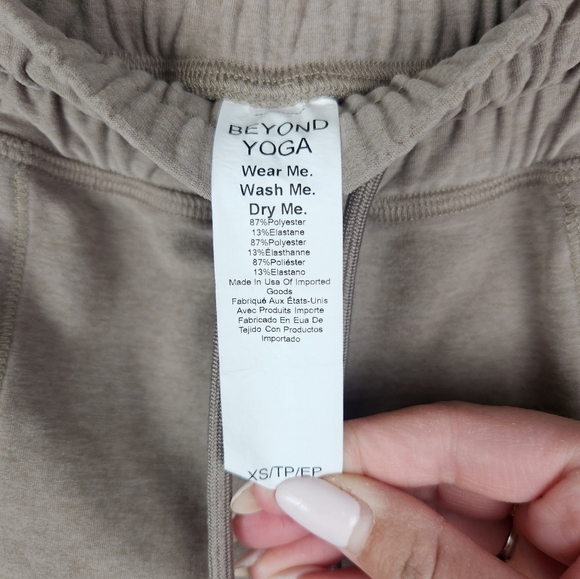 BEYOND
YOGA
Wear Me.
Wash Me.
Dry Me.
87%Polyester
13%Elastane
87%Polyester
13%Élasthanne
87%Poliéster
13%Elastano
Made In Usa Of Imported
Goods
Fabriqué Aux États-Unis
Avec Produits Importe
Fabricado En Eua De
Tejido Con Productos
Importado
XS/TP/EP